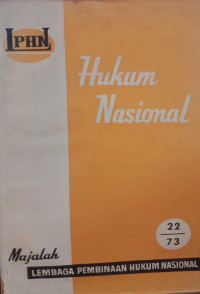 LPHN
Hukum
Nasional
22
73
Majalah
LEMBAGA PEMBINAAN HUKUM NASIONAL